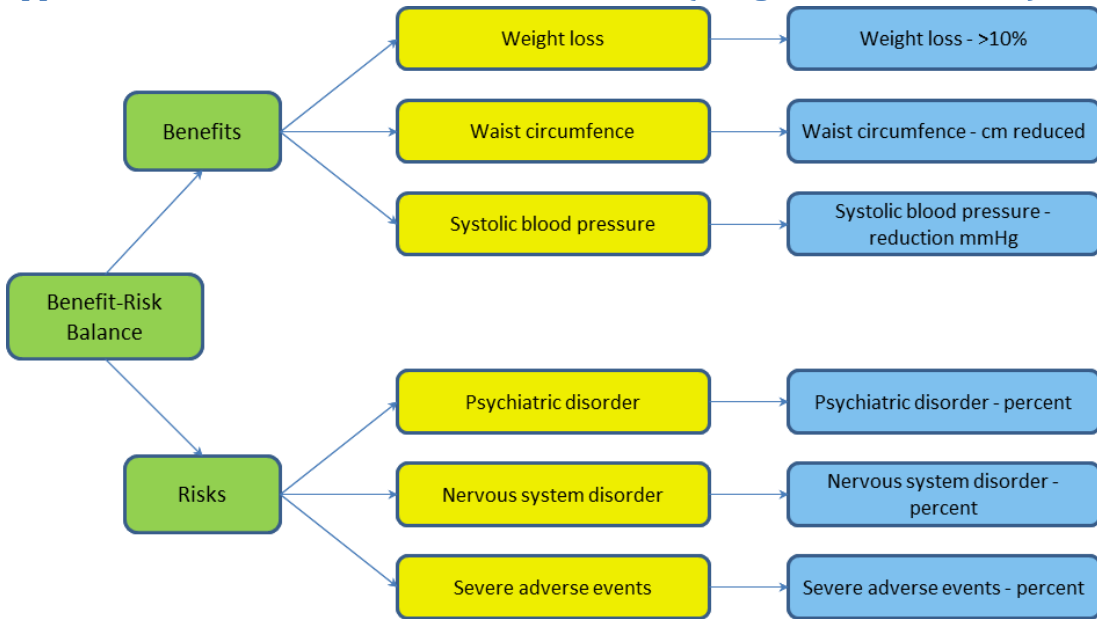 Weight loss
Weight loss - >10%
Benefits
Waist circumfence
Waist circumfence - cm reduced
Systolic blood pressure
Systolic blood pressure -
reduction mmHg
Benefit-Risk
Balance
Psychiatric disorder
Psychiatric disorder - percent
Risks
Nervous system disorder
Nervous system disorder -
percent
Severe adverse events
Severe adverse events - percent